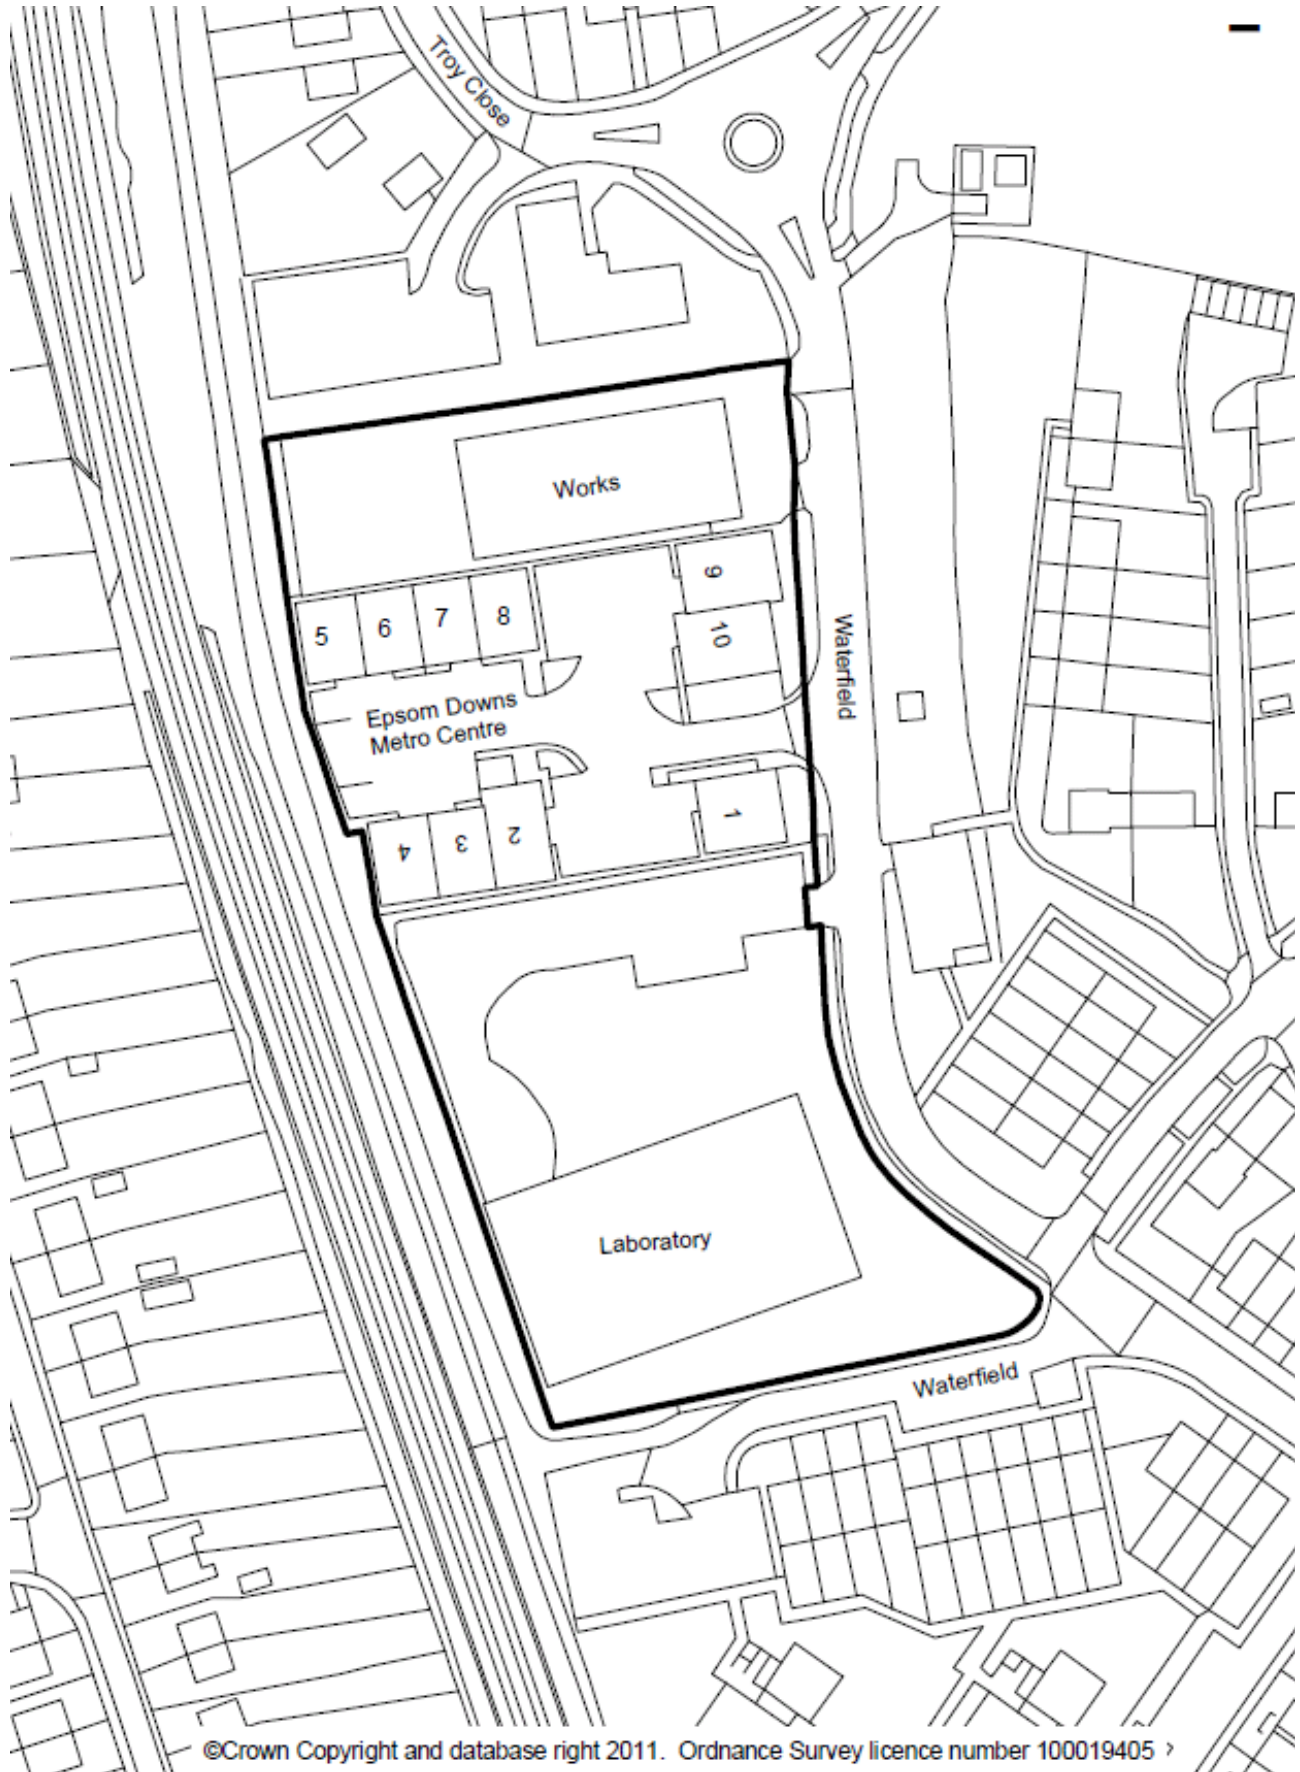 Troy Close
Works
9
5
6
7
8
10
Waterfield
Epsom Downs
Metro Centre
4
3
2
1
Laboratory
Waterfield
©Crown Copyright and database right 2011. Ordnance Survey licence number 100019405